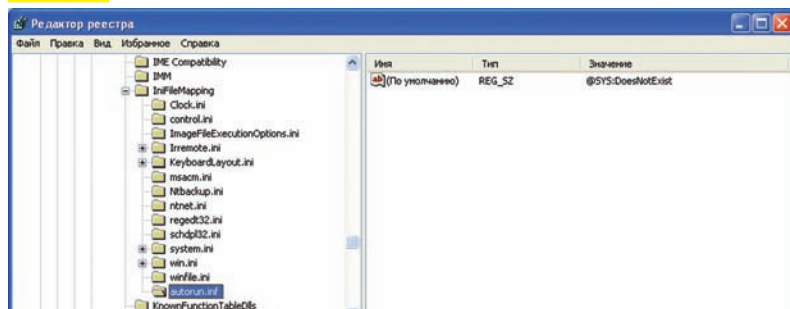 Редактор реестра
Файл Правка Вид Избранное Справка
IME Compatibility
IMM
IniFileMapping
Clock.ini
control.ini
ImageFileExecutionOptions.ini
Irremote.ini
KeyboardLayout.ini
msacm.ini
Ntbackup.ini
ntnet.ini
regedt32.ini
schdpl32.ini
system.ini
win.ini
winfile.ini
autorun.inf
KnownFunctionTableDlls
Имя Тип Значение
(По умолчанию) REG_SZ @SYS:DoesNotExist